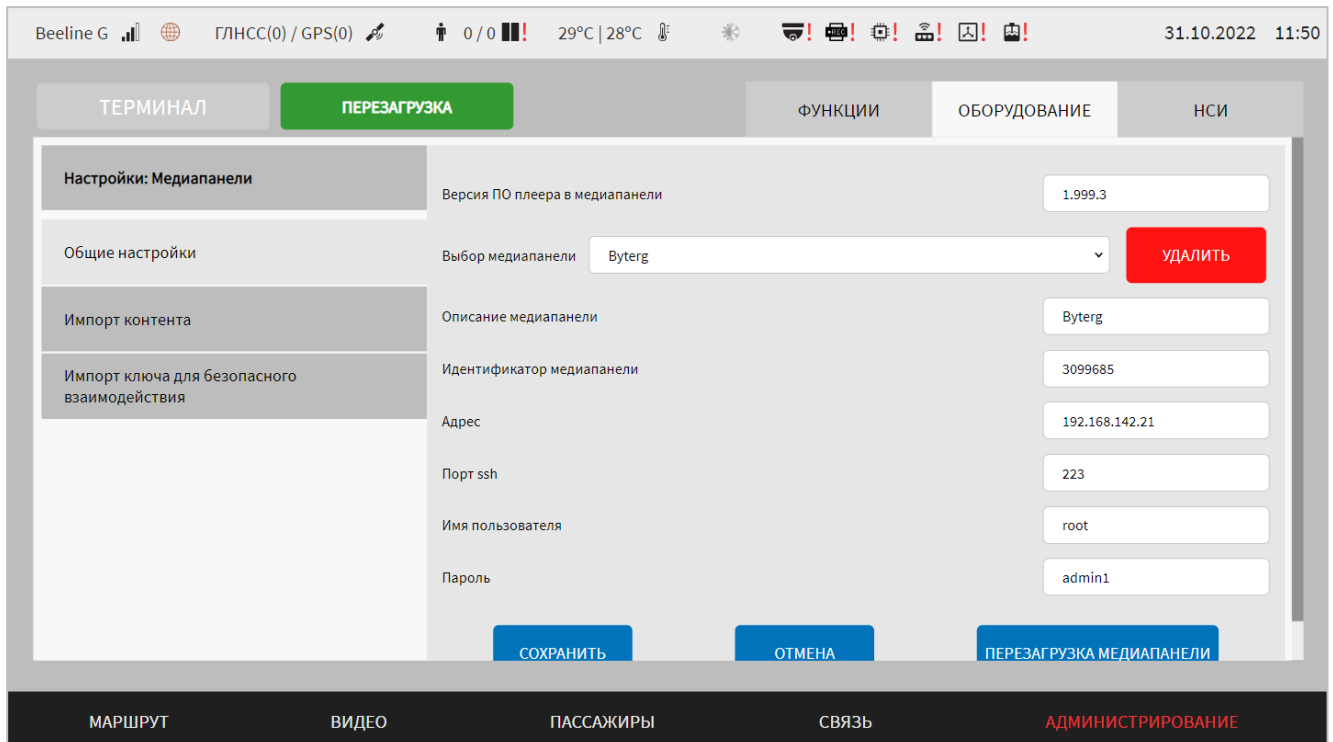 Beeline G ГЛНСС(0) / GPS(0) 0 / 0 ! 29°C | 28°C ! REC ! ! ! ! ! 31.10.2022 11:50
ТЕРМИНАЛ ПЕРЕЗАГРУЗКА ФУНКЦИИ ОБОРУДОВАНИЕ НСИ
Настройки: Медиапанели
Общие настройки
Импорт контента
Импорт ключа для безопасного
взаимодействия
Версия ПО плеера в медиапанели 1.999.3
Выбор медиапанели Byterg УДАЛИТЬ
Описание медиапанели Byterg
Идентификатор медиапанели 3099685
Адрес 192.168.142.21
Порт ssh 223
Имя пользователя root
Пароль admin1
СОХРАНИТЬ ОТМЕНА ПЕРЕЗАГРУЗКА МЕДИАПАНЕЛИ
МАРШРУТ ВИДЕО ПАССАЖИРЫ СВЯЗЬ АДМИНИСТРИРОВАНИЕ